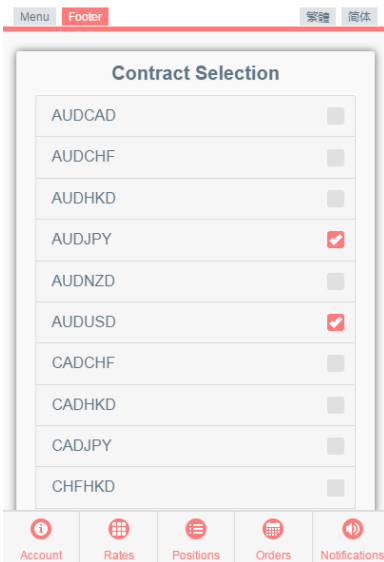 Menu Footer 繁體 简体
Contract Selection
AUDCAD
AUDCHF
AUDHKD
AUDJPY
AUDNZD
AUDUSD
CADCHF
CADHKD
CADJPY
CHFHKD
Account Rates Positions Orders Notifications